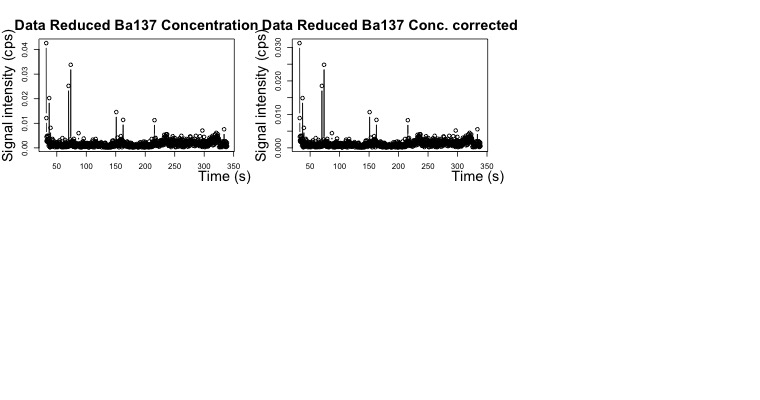 Data Reduced Ba137 Concentration
Signal intensity (cps)
0.00 0.01 0.02 0.03 0.04
50 100 150 200 250 300 350
Time (s)
Data Reduced Ba137 Conc. corrected
Signal intensity (cps)
0.000 0.010 0.020 0.030
50 100 150 200 250 300 350
Time (s)